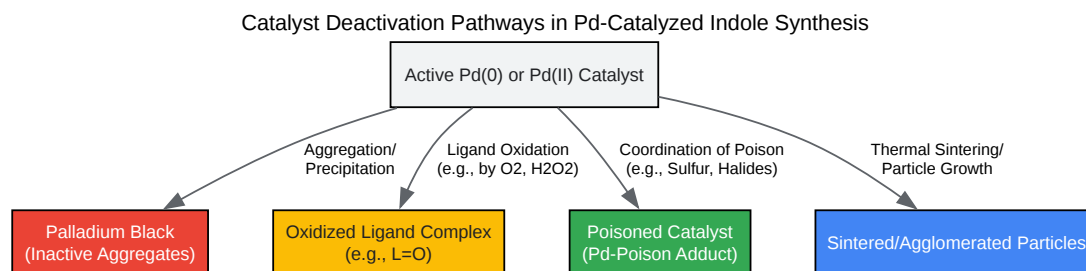 Catalyst Deactivation Pathways in Pd-Catalyzed Indole Synthesis
Active Pd(0) or Pd(II) Catalyst
Aggregation/
Precipitation
Ligand Oxidation
(e.g., by O2, H2O2)
Coordination of Poison
(e.g., Sulfur, Halides)
Thermal Sintering/
Particle Growth
Palladium Black
(Inactive Aggregates)
Oxidized Ligand Complex
(e.g., L=O)
Poisoned Catalyst
(Pd-Poison Adduct)
Sintered/Agglomerated Particles